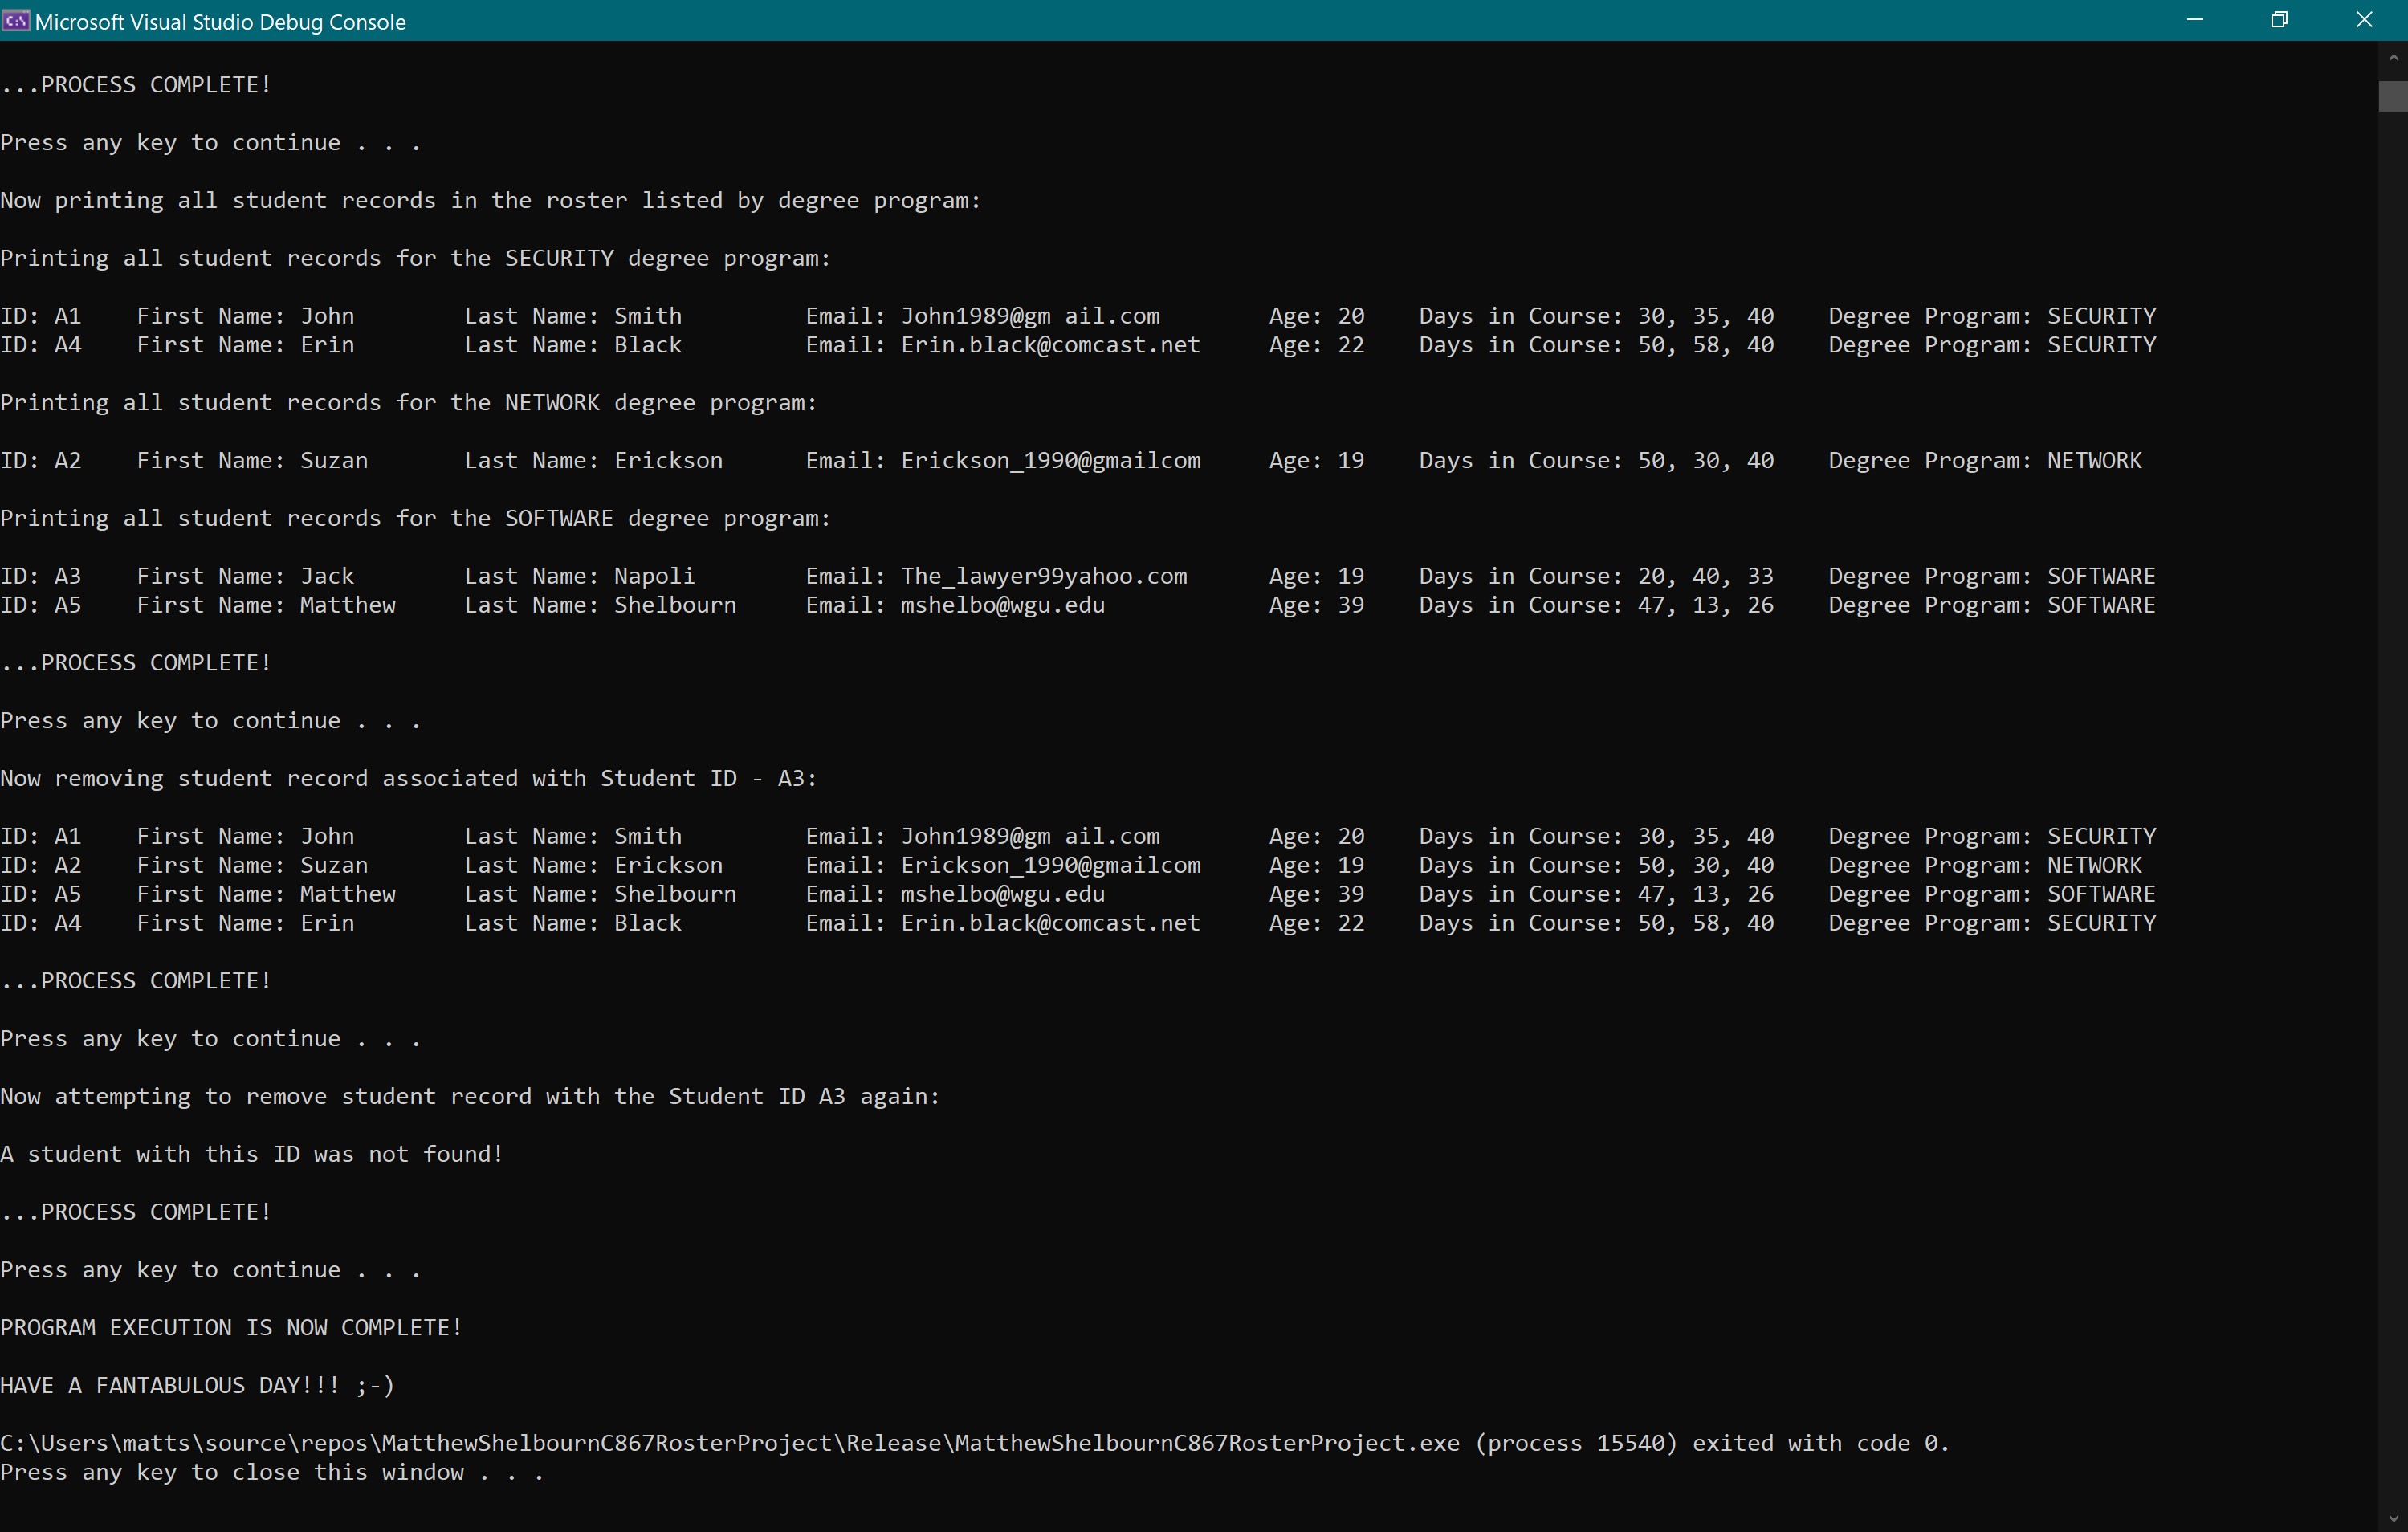 Microsoft Visual Studio Debug Console
...PROCESS COMPLETE!
Press any key to continue . . .
Now printing all student records in the roster listed by degree program:
Printing all student records for the SECURITY degree program:
ID: A1    First Name: John        Last Name: Smith         Email: John1989@gm ail.com        Age: 20    Days in Course: 30, 35, 40    Degree Program: SECURITY
ID: A4    First Name: Erin        Last Name: Black         Email: Erin.black@comcast.net     Age: 22    Days in Course: 50, 58, 40    Degree Program: SECURITY
Printing all student records for the NETWORK degree program:
ID: A2    First Name: Suzan       Last Name: Erickson      Email: Erickson_1990@gmailcom     Age: 19    Days in Course: 50, 30, 40    Degree Program: NETWORK
Printing all student records for the SOFTWARE degree program:
ID: A3    First Name: Jack        Last Name: Napoli        Email: The_lawyer99yahoo.com      Age: 19    Days in Course: 20, 40, 33    Degree Program: SOFTWARE
ID: A5    First Name: Matthew     Last Name: Shelbourn     Email: mshelbo@wgu.edu            Age: 39    Days in Course: 47, 13, 26    Degree Program: SOFTWARE
...PROCESS COMPLETE!
Press any key to continue . . .
Now removing student record associated with Student ID - A3:
ID: A1    First Name: John        Last Name: Smith         Email: John1989@gm ail.com        Age: 20    Days in Course: 30, 35, 40    Degree Program: SECURITY
ID: A2    First Name: Suzan       Last Name: Erickson      Email: Erickson_1990@gmailcom     Age: 19    Days in Course: 50, 30, 40    Degree Program: NETWORK
ID: A5    First Name: Matthew     Last Name: Shelbourn     Email: mshelbo@wgu.edu            Age: 39    Days in Course: 47, 13, 26    Degree Program: SOFTWARE
ID: A4    First Name: Erin        Last Name: Black         Email: Erin.black@comcast.net     Age: 22    Days in Course: 50, 58, 40    Degree Program: SECURITY
...PROCESS COMPLETE!
Press any key to continue . . .
Now attempting to remove student record with the Student ID A3 again:
A student with this ID was not found!
...PROCESS COMPLETE!
Press any key to continue . . .
PROGRAM EXECUTION IS NOW COMPLETE!
HAVE A FANTABULOUS DAY!!! ;-)
C:\Users\matts\source\repos\MatthewShelbournC867RosterProject\Release\MatthewShelbournC867RosterProject.exe (process 15540) exited with code 0.
Press any key to close this window . . .